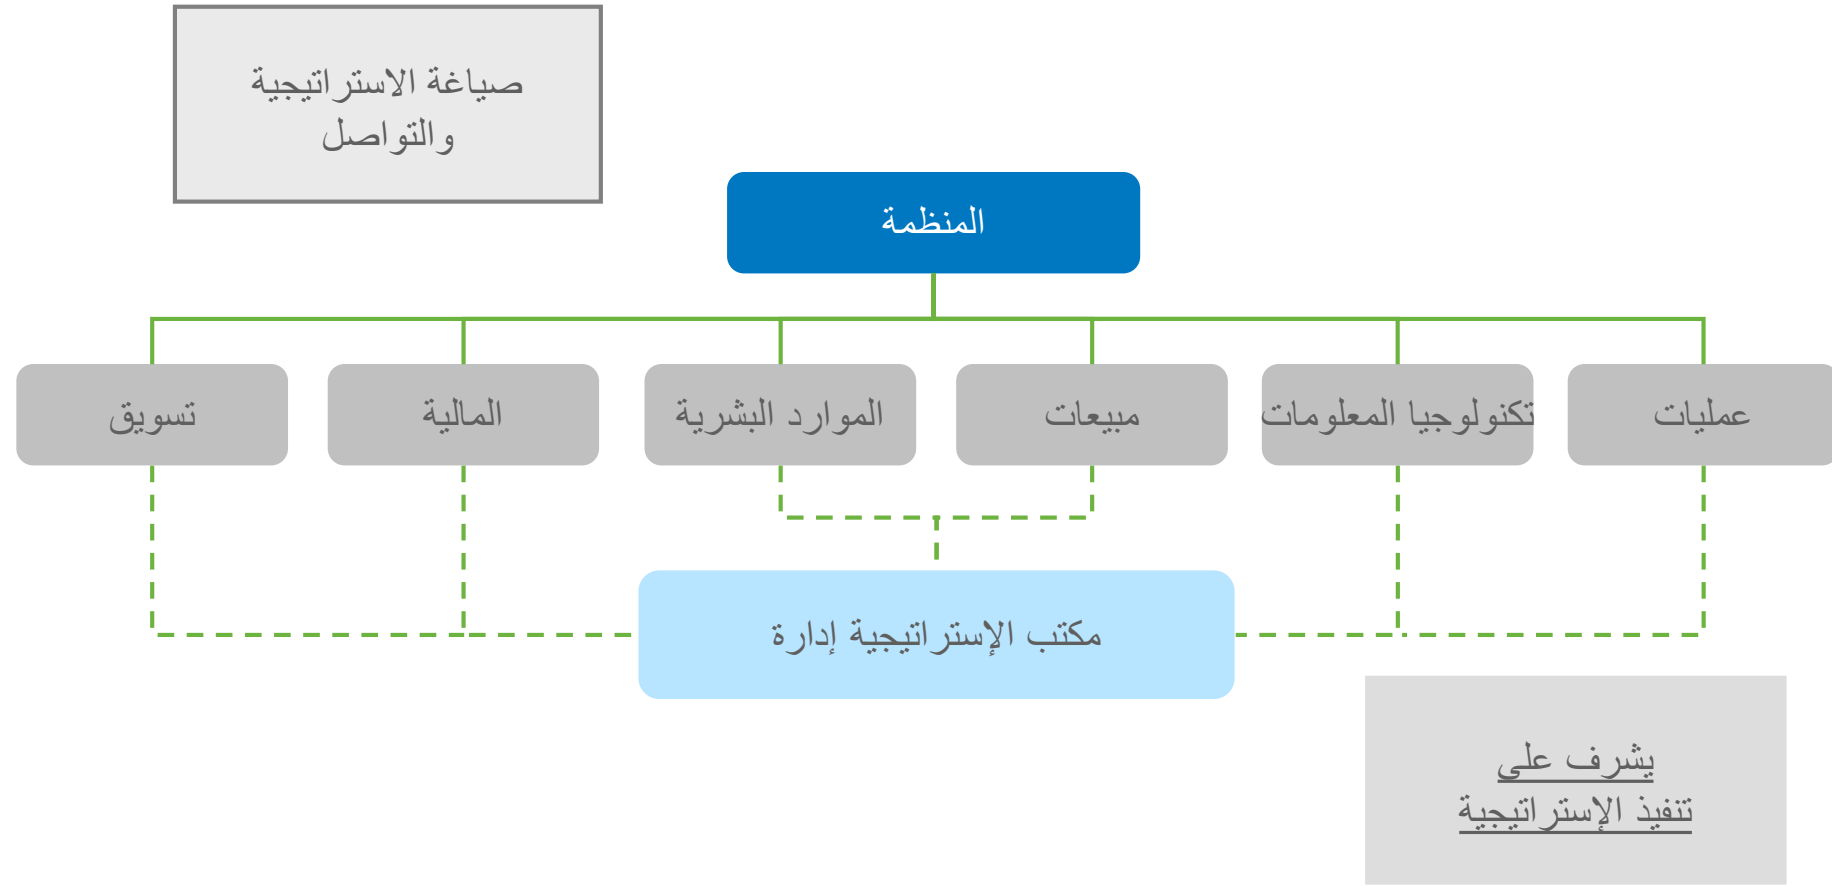 صياغة الاستراتيجية
والتواصل
المنظمة
عمليات
تكنولوجيا المعلومات
مبيعات
الموارد البشرية
المالية
تسويق
مكتب الإستراتيجية إدارة
يشرف على
تنفيذ الإستراتيجية